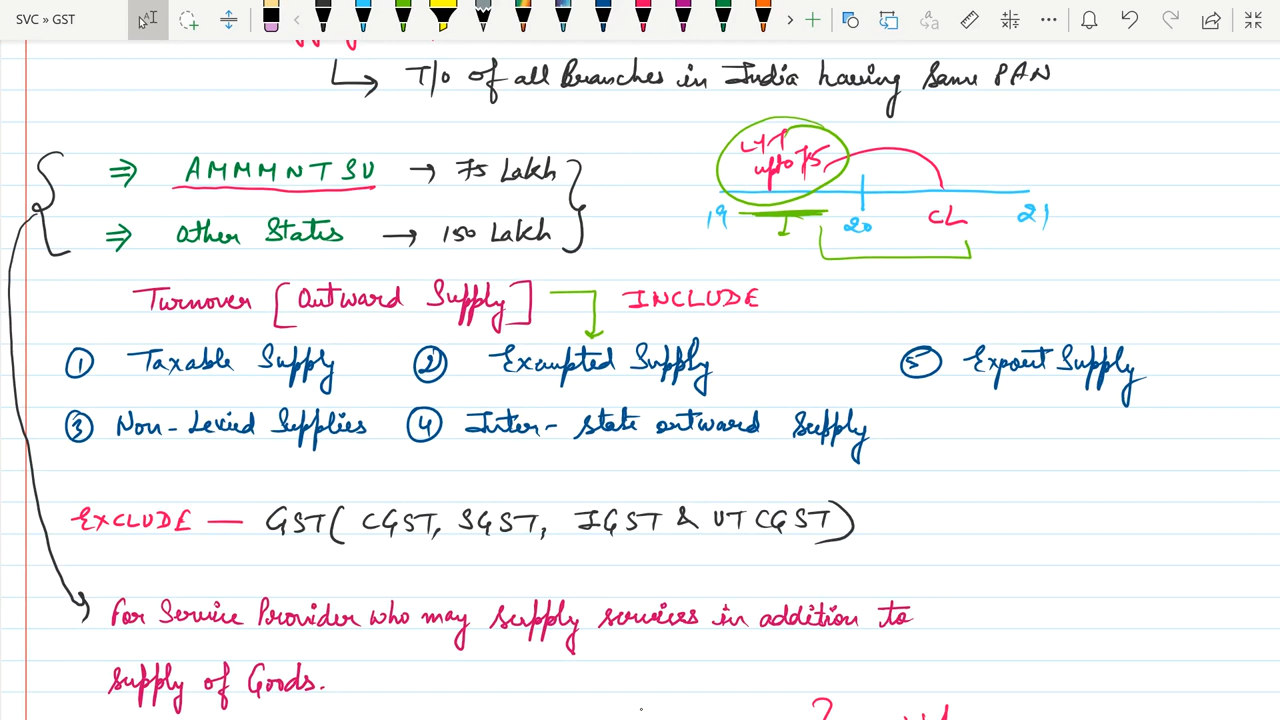 SVC » GST
T/O of all Branches in India having Same PAN
⇒ AMMMNTSU → 75 Lakh
⇒ Other States → 150 Lakh
LYT
upto 75
19 20 CL 21
Turnover [Outward Supply] INCLUDE
① Taxable Supply ② Exempted Supply ⑤ Export Supply
③ Non-Levied Supplies ④ Inter-state outward Supply
EXCLUDE — GST (CGST, SGST, IGST & UTCGST)
For Service Provider who may supply services in addition to
supply of Goods.